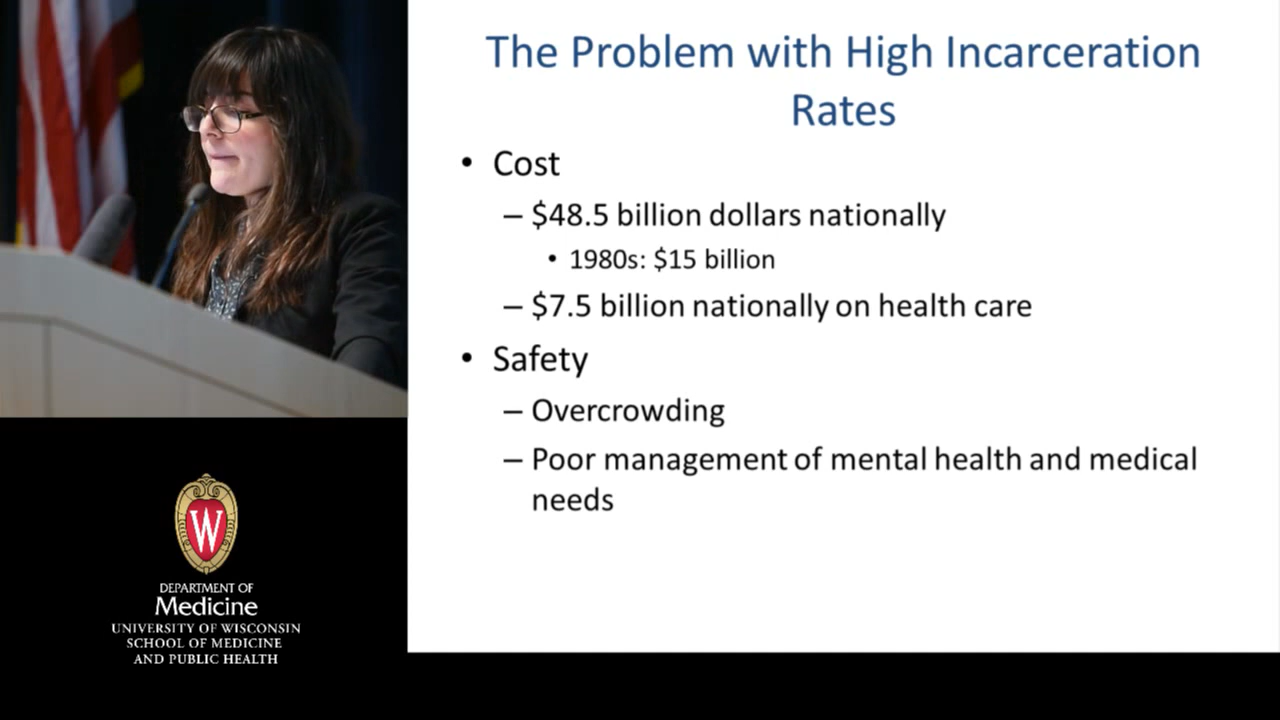 The Problem with High Incarceration
Rates
• Cost
– $48.5 billion dollars nationally
• 1980s: $15 billion
– $7.5 billion nationally on health care
• Safety
– Overcrowding
– Poor management of mental health and medical
needs
W
DEPARTMENT OF
Medicine
UNIVERSITY OF WISCONSIN
SCHOOL OF MEDICINE
AND PUBLIC HEALTH